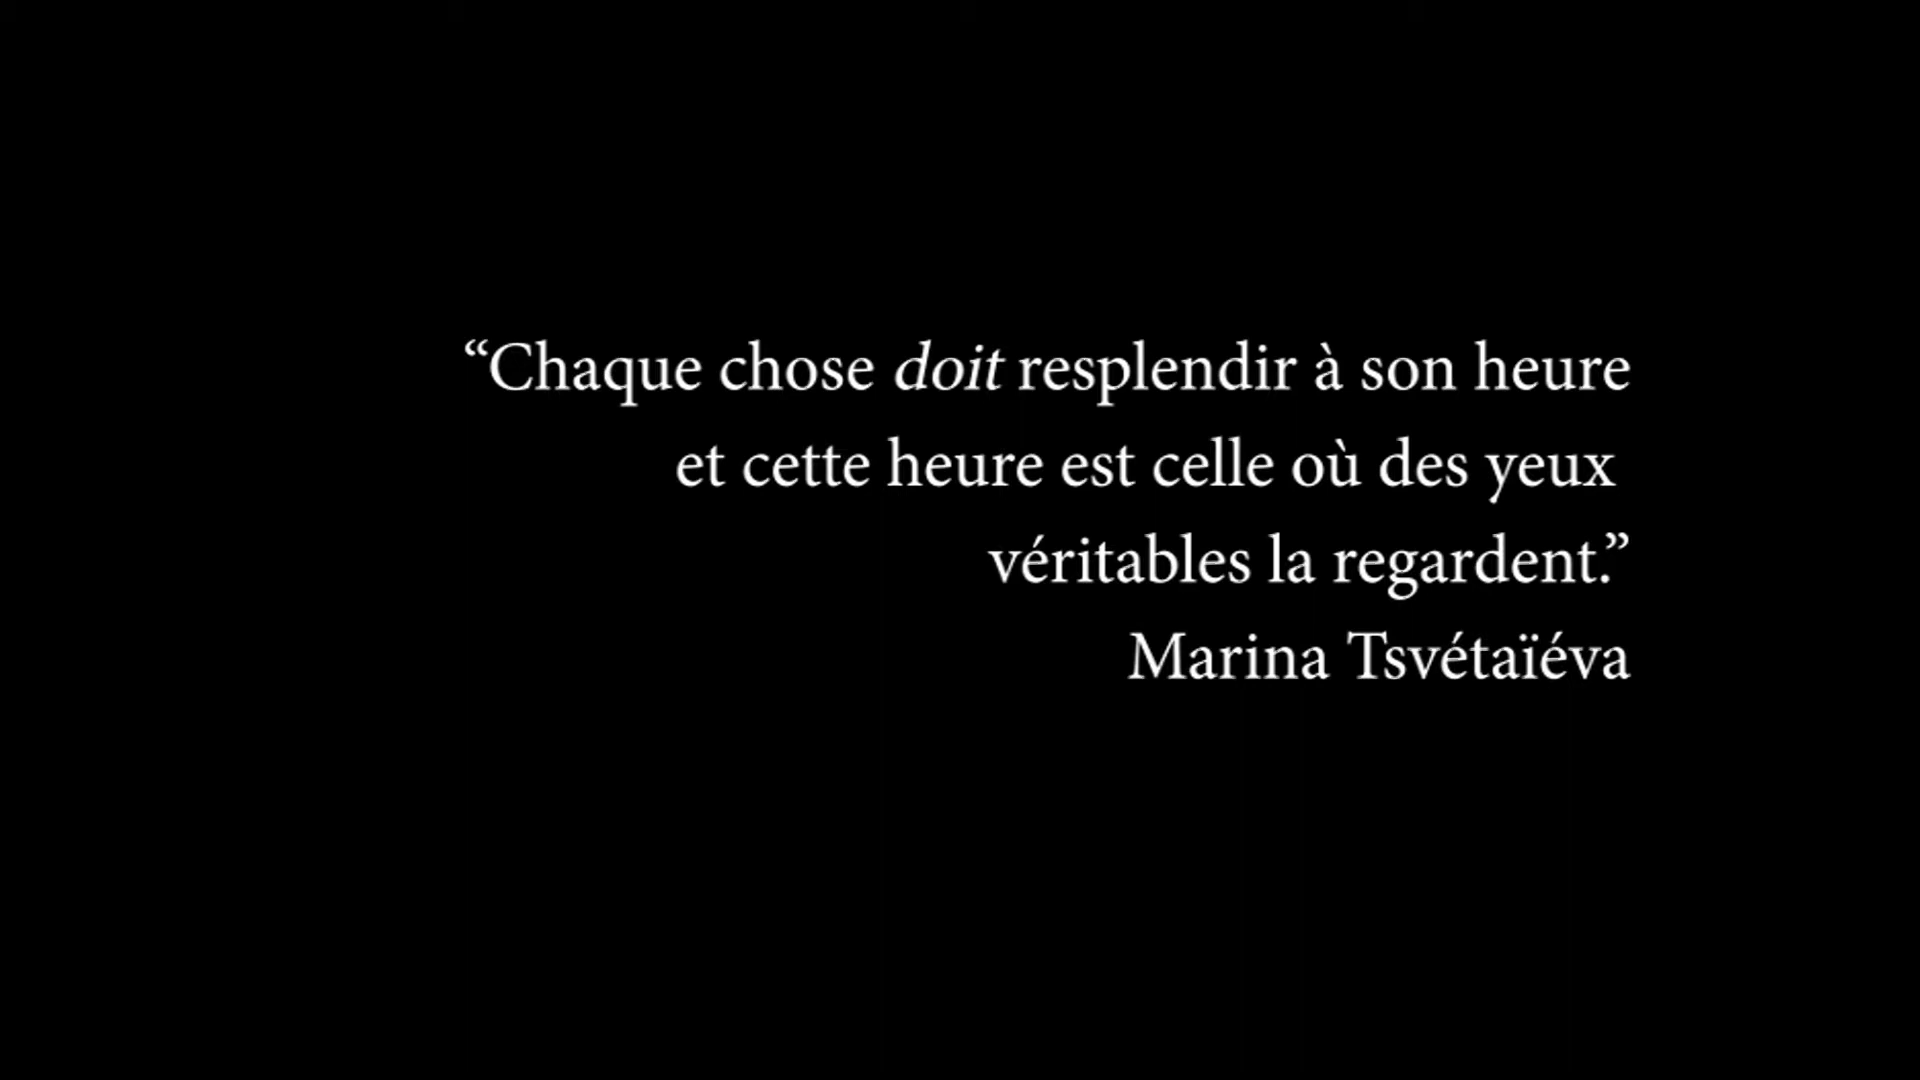 “Chaque chose doit resplendir à son heure
et cette heure est celle où des yeux
véritables la regardent.”
Marina Tsvétaïéva